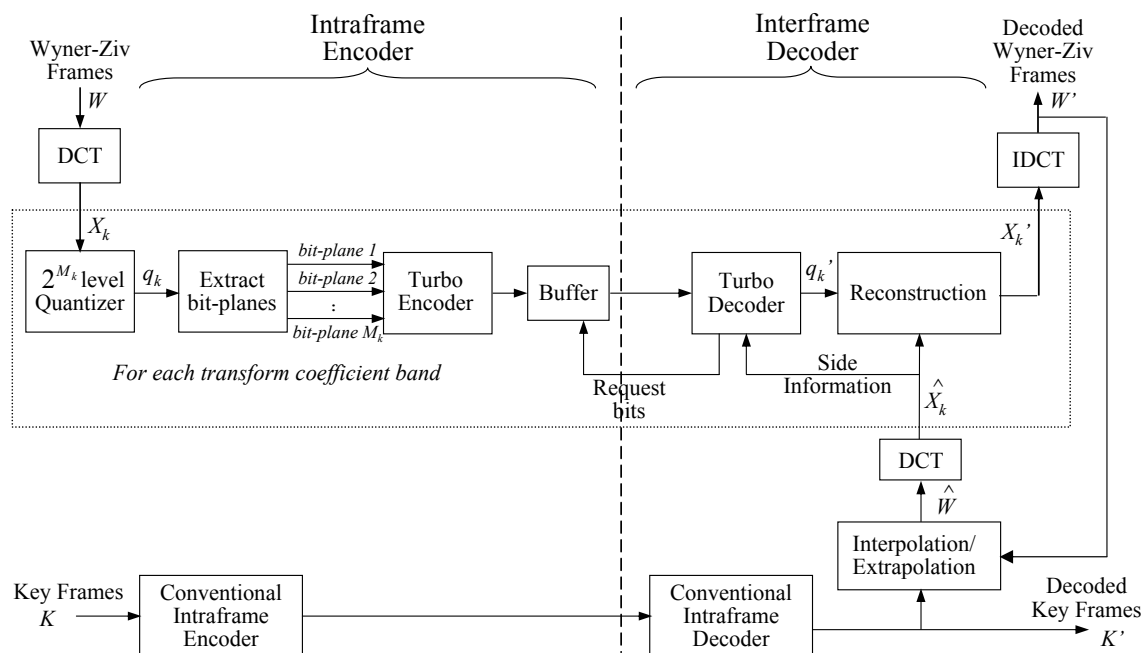 Intraframe
Encoder
Interframe
Decoder
Wyner-Ziv
Frames
W
Decoded
Wyner-Ziv
Frames
W’
DCT
IDCT
X_k
X_k’
2^{M_k} level
Quantizer
q_k
Extract
bit-planes
bit-plane 1
bit-plane 2
:
bit-plane M_k
Turbo
Encoder
Buffer
Turbo
Decoder
q_k’
Reconstruction
For each transform coefficient band
Request
bits
Side
Information
X̂_k
DCT
Ŵ
Interpolation/
Extrapolation
Key Frames
K
Conventional
Intraframe
Encoder
Conventional
Intraframe
Decoder
Decoded
Key Frames
K’